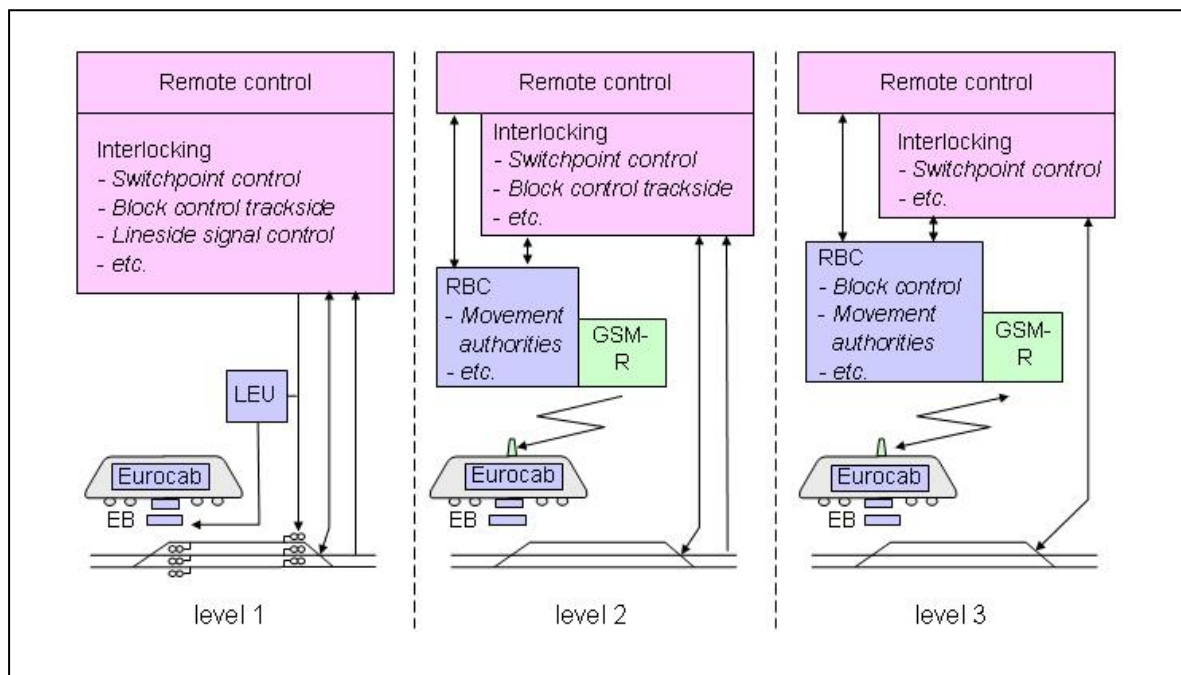 Remote control
Interlocking
- Switchpoint control
- Block control trackside
- Lineside signal control
- etc.
LEU
Eurocab
EB
level 1
Remote control
Interlocking
- Switchpoint control
- Block control trackside
- etc.
RBC
- Movement
authorities
- etc.
GSM-
R
Eurocab
EB
level 2
Remote control
Interlocking
- Switchpoint control
- etc.
RBC
- Block control
- Movement
authorities
- etc.
GSM-
R
Eurocab
EB
level 3